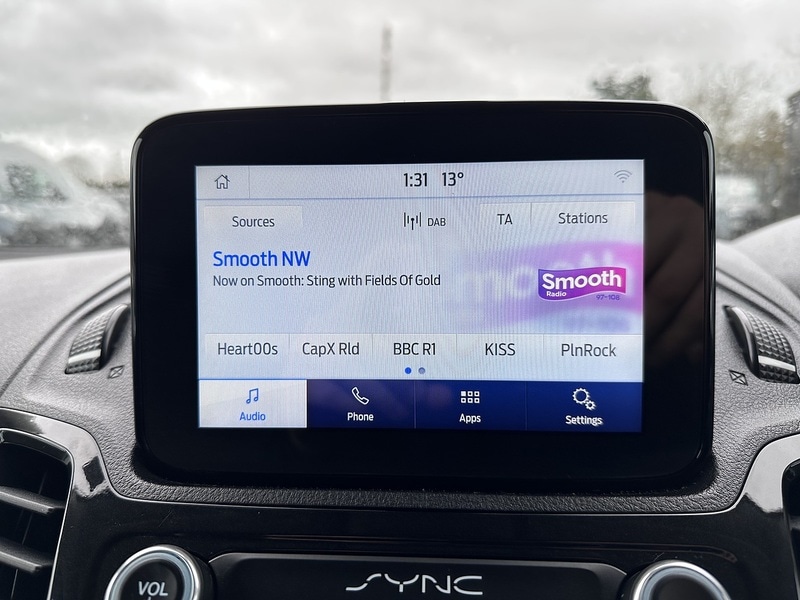 1:31 13°
Sources DAB TA Stations
Smooth NW
Now on Smooth: Sting with Fields Of Gold
Smooth
Radio
97-108
Heart00s CapX Rld BBC R1 KISS PlnRock
Audio Phone Apps Settings
VOL SYNC